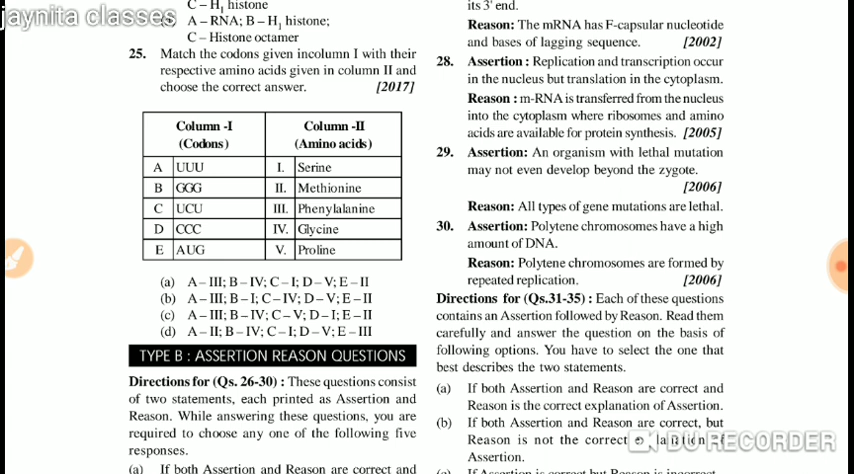 jaynita classes
C – H₁ histone
A – RNA; B – H₁ histone;
C – Histone octamer
25. Match the codons given incolumn I with their
respective amino acids given in column II and
choose the correct answer. [2017]
Column -I Column -II
(Codons) (Amino acids)
A UUU I. Serine
B GGG II. Methionine
C UCU III. Phenylalanine
D CCC IV. Glycine
E AUG V. Proline
(a) A – III; B – IV; C – I; D – V; E – II
(b) A – III; B – I; C – IV; D – V; E – II
(c) A – III; B – IV; C – V; D – I; E – II
(d) A – II; B – IV; C – I; D – V; E – III
TYPE B : ASSERTION REASON QUESTIONS
Directions for (Qs. 26-30) : These questions consist
of two statements, each printed as Assertion and
Reason. While answering these questions, you are
required to choose any one of the following five
responses.
(a) If both Assertion and Reason are correct and
its 3' end.
Reason: The mRNA has F-capsular nucleotide
and bases of lagging sequence. [2002]
28. Assertion : Replication and transcription occur
in the nucleus but translation in the cytoplasm.
Reason : m-RNA is transferred from the nucleus
into the cytoplasm where ribosomes and amino
acids are available for protein synthesis. [2005]
29. Assertion: An organism with lethal mutation
may not even develop beyond the zygote.
[2006]
Reason: All types of gene mutations are lethal.
30. Assertion: Polytene chromosomes have a high
amount of DNA.
Reason: Polytene chromosomes are formed by
repeated replication. [2006]
Directions for (Qs.31-35) : Each of these questions
contains an Assertion followed by Reason. Read them
carefully and answer the question on the basis of
following options. You have to select the one that
best describes the two statements.
(a) If both Assertion and Reason are correct and
Reason is the correct explanation of Assertion.
(b) If both Assertion and Reason are correct, but
Reason is not the correct
Assertion.
(c) If Assertion is correct but Reason is incorrect
DU RECORDER